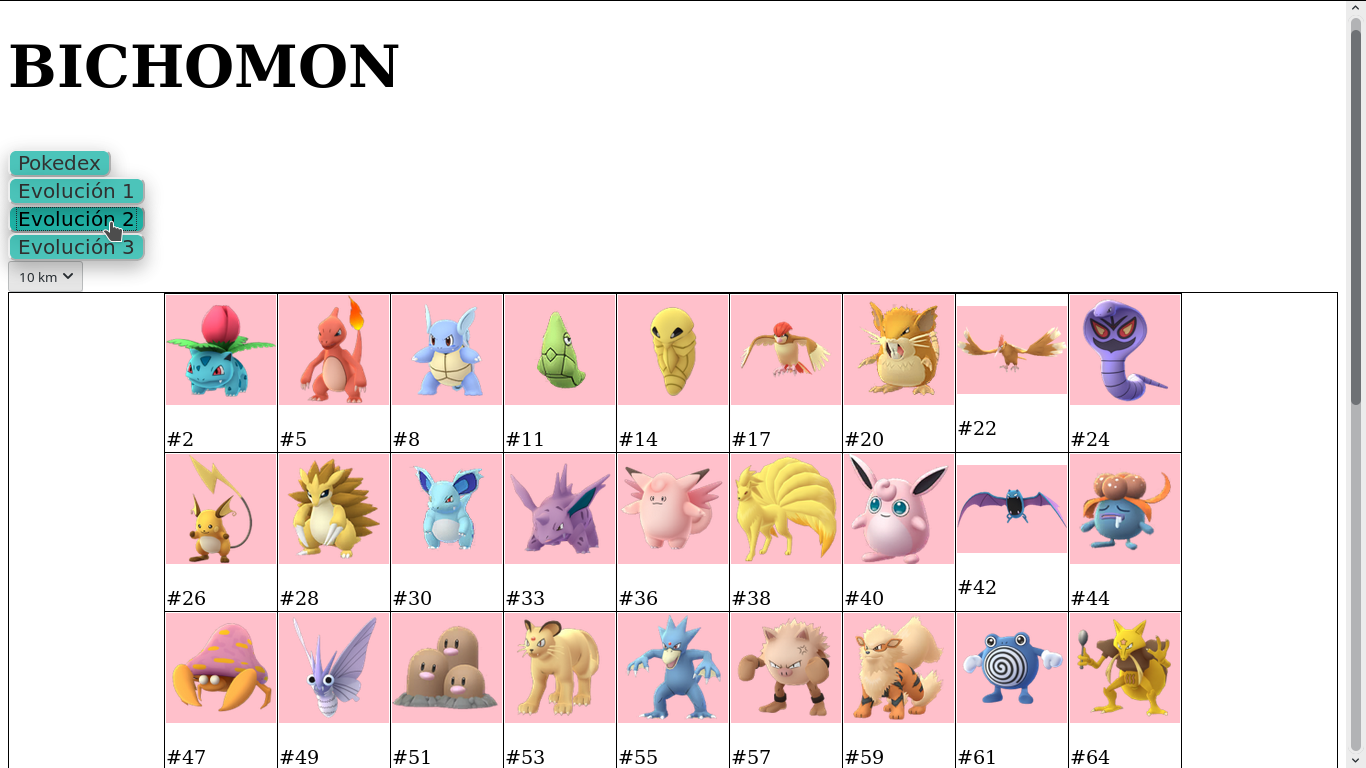 BICHOMON
Pokedex
Evolución 1
Evolución 2
Evolución 3
10 km
#2 #5 #8 #11 #14 #17 #20 #22 #24
#26 #28 #30 #33 #36 #38 #40 #42 #44
#47 #49 #51 #53 #55 #57 #59 #61 #64